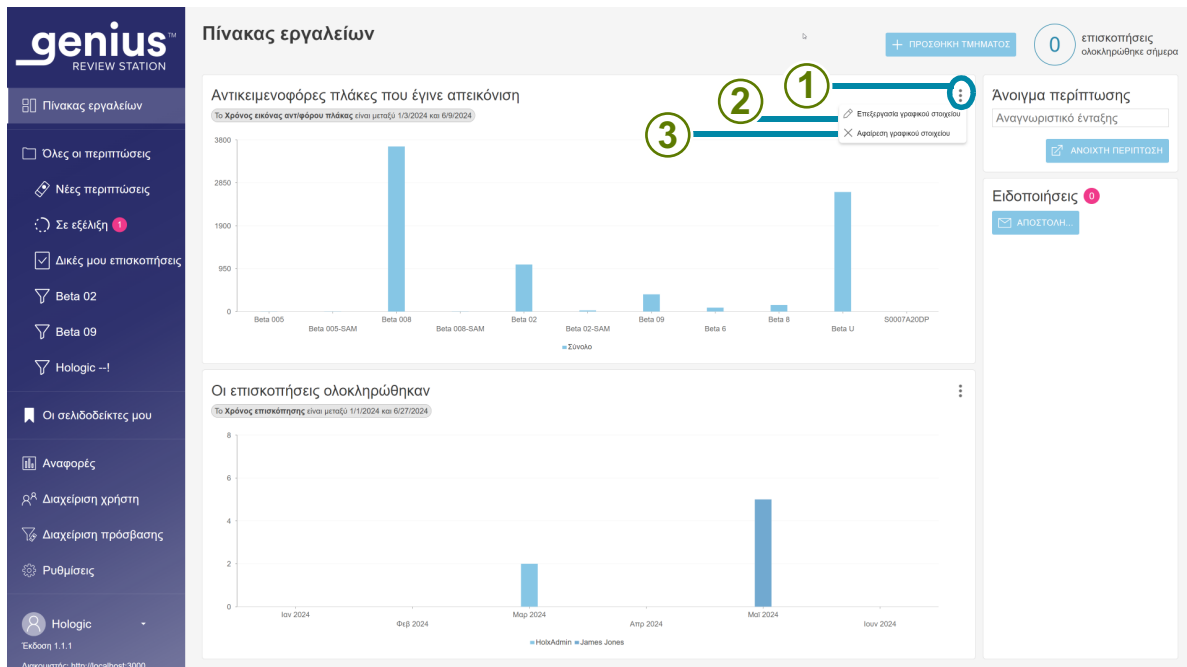 genius™
REVIEW STATION
Πίνακας εργαλείων
Όλες οι περιπτώσεις
Νέες περιπτώσεις
Σε εξέλιξη 1
Δικές μου επισκοπήσεις
Beta 02
Beta 09
Hologic --!
Οι σελιδοδείκτες μου
Αναφορές
Διαχείριση χρήστη
Διαχείριση πρόσβασης
Ρυθμίσεις
Hologic
Έκδοση 1.1.1
Διακομιστής: http://localhost:3000
Πίνακας εργαλείων
+ ΠΡΟΣΘΗΚΗ ΤΜΗΜΑΤΟΣ
0 επισκοπήσεις
ολοκληρώθηκε σήμερα
Αντικειμενοφόρες πλάκες που έγινε απεικόνιση
Το Χρόνος εικόνας αντ/φόρου πλάκας είναι μεταξύ 1/3/2024 και 6/9/2024
1
2
3
Επεξεργασία γραφικού στοιχείου
Αφαίρεση γραφικού στοιχείου
3800
2850
1900
950
0
Beta 005
Beta 005-SAM
Beta 008
Beta 008-SAM
Beta 02
Beta 02-SAM
Beta 09
Beta 6
Beta 8
Beta U
S0007A20DP
Σύνολο
Οι επισκοπήσεις ολοκληρώθηκαν
Το Χρόνος επισκόπησης είναι μεταξύ 1/1/2024 και 6/27/2024
8
6
4
2
0
Ιαν 2024
Φεβ 2024
Μαρ 2024
Απρ 2024
Μαΐ 2024
Ιουν 2024
HolxAdmin James Jones
Άνοιγμα περίπτωσης
Αναγνωριστικό ένταξης
ΑΝΟΙΧΤΗ ΠΕΡΙΠΤΩΣΗ
Ειδοποιήσεις 0
ΑΠΟΣΤΟΛΗ...